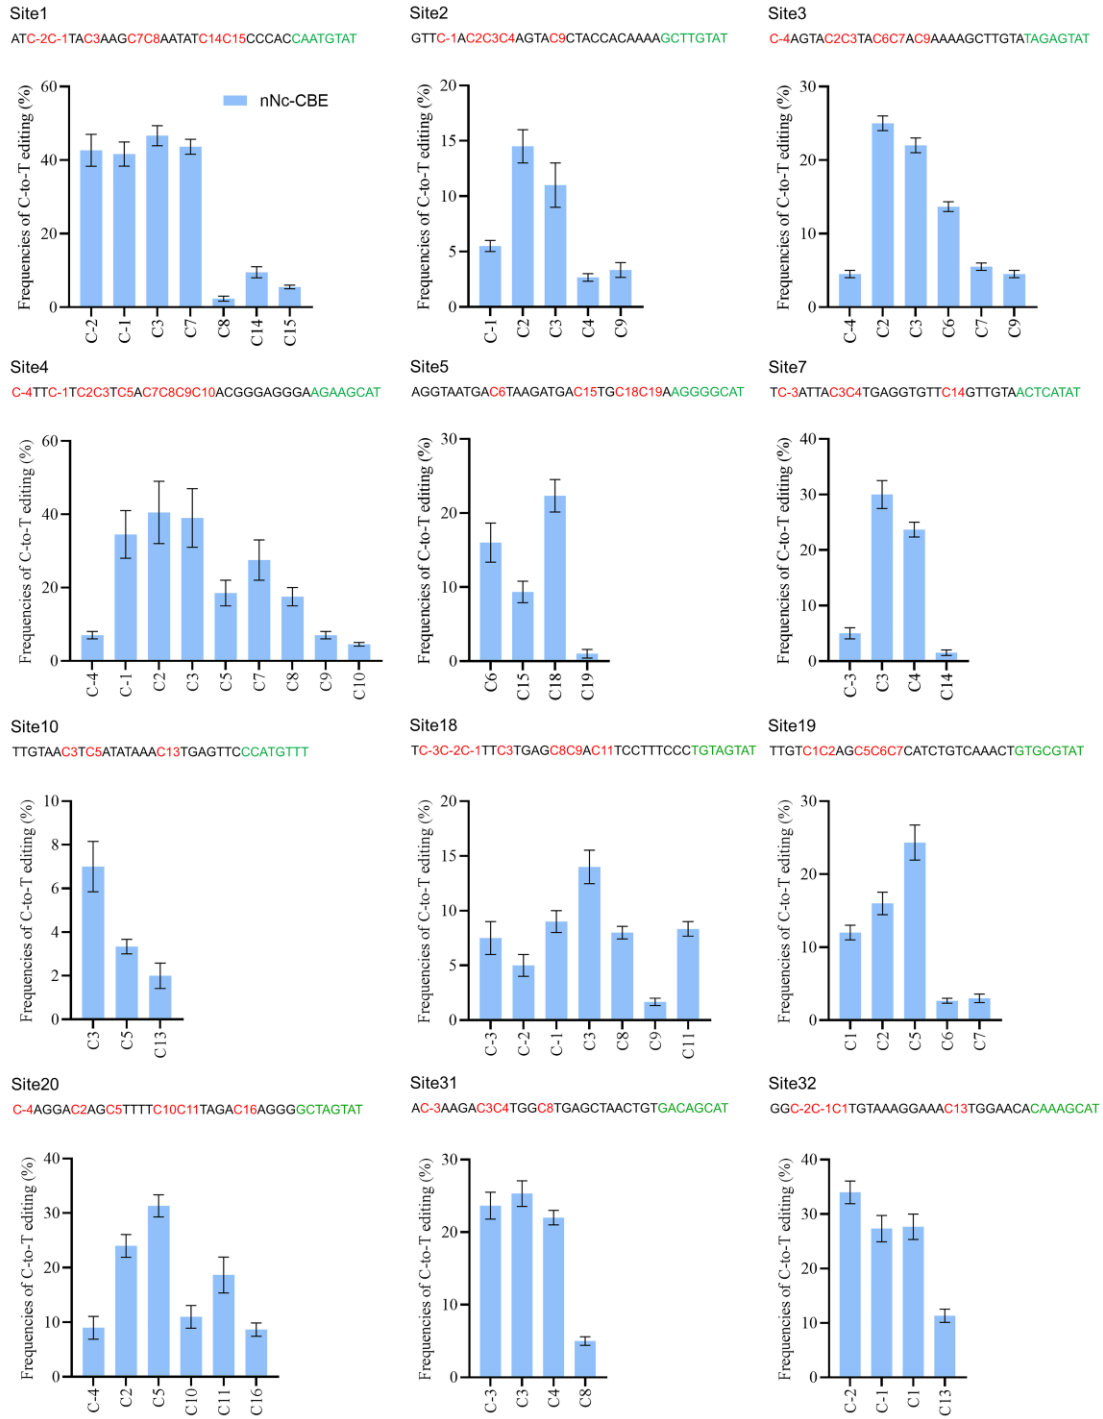 Site1
ATC-2C-1TAC3AAGC7C8AATATC14C15CCCACCAATGTAT
Frequencies of C-to-T editing (%)
60
40
20
0
nNc-CBE
C-2 C-1 C3 C7 C8 C14 C15
Site2
GTTC-1AC2C3C4AGTAC9CTACCACAAAAGCTTGTAT
Frequencies of C-to-T editing (%)
20
15
10
5
0
C-1 C2 C3 C4 C9
Site3
C-4AGTAC2C3TAC6C7AC9AAAAGCTTGTATAGAGTAT
Frequencies of C-to-T editing (%)
30
20
10
0
C-4 C2 C3 C6 C7 C9
Site4
C-4TTC-1TC2C3TC5AC7C8C9C10ACGGGAGGGAAGAAGCAT
Frequencies of C-to-T editing (%)
60
40
20
0
C-4 C-1 C2 C3 C5 C7 C8 C9 C10
Site5
AGGTAATGAC6TAAGATGAC15TGC18C19AAGGGGCAT
Frequencies of C-to-T editing (%)
30
20
10
0
C6 C15 C18 C19
Site7
TC-3ATTAC3C4TGAGGTGTTC14GTTGTAACTCATAT
Frequencies of C-to-T editing (%)
40
30
20
10
0
C-3 C3 C4 C14
Site10
TTGTAAC3TC5ATATAAAC13TGAGTTCCCATGTTT
Frequencies of C-to-T editing (%)
10
8
6
4
2
0
C3 C5 C13
Site18
TC-3C-2C-1TTC3TGAGC8C9AC11TCCTTTCCCTGTAGTAT
Frequencies of C-to-T editing (%)
20
15
10
5
0
C-3 C-2 C-1 C3 C8 C9 C11
Site19
TTGTC1C2AGC5C6C7CATCTGTCAAACTGTGCGTAT
Frequencies of C-to-T editing (%)
30
20
10
0
C1 C2 C5 C6 C7
Site20
C-4AGGAC2AGC5TTTTC10C11TAGAC16AGGGGCTAGTAT
Frequencies of C-to-T editing (%)
40
30
20
10
0
C-4 C2 C5 C10 C11 C16
Site31
AC-3AAGAC3C4TGGC8TGAGCTAACTGTGACAGCAT
Frequencies of C-to-T editing (%)
30
20
10
0
C-3 C3 C4 C8
Site32
GGC-2C-1C1TGTAAAGGAAAC13TGGAACACAAAGCAT
Frequencies of C-to-T editing (%)
40
30
20
10
0
C-2 C-1 C1 C13